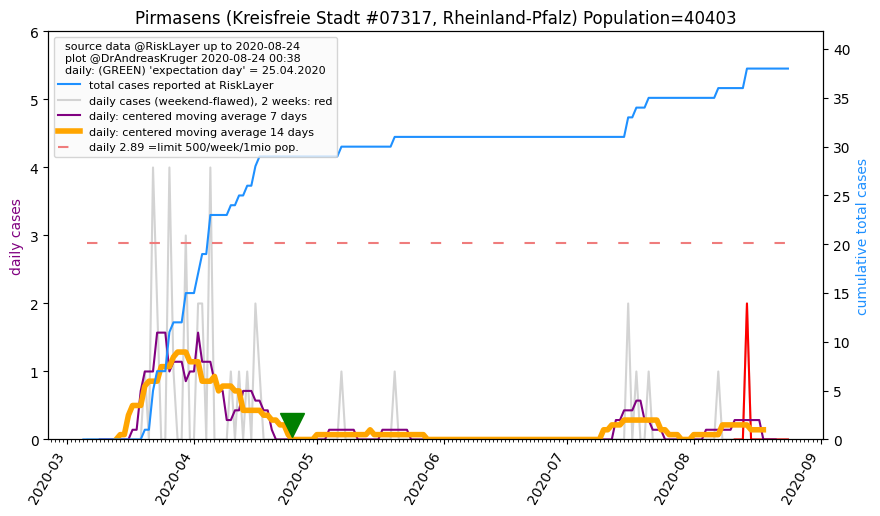 Pirmasens (Kreisfreie Stadt #07317, Rheinland-Pfalz) Population=40403
source data @RiskLayer up to 2020-08-24
plot @DrAndreasKruger 2020-08-24 00:38
daily: (GREEN) 'expectation day' = 25.04.2020
total cases reported at RiskLayer
daily cases (weekend-flawed), 2 weeks: red
daily: centered moving average 7 days
daily: centered moving average 14 days
daily 2.89 =limit 500/week/1mio pop.
daily cases
6
5
4
3
2
1
0
cumulative total cases
40
35
30
25
20
15
10
5
0
2020-03
2020-04
2020-05
2020-06
2020-07
2020-08
2020-09